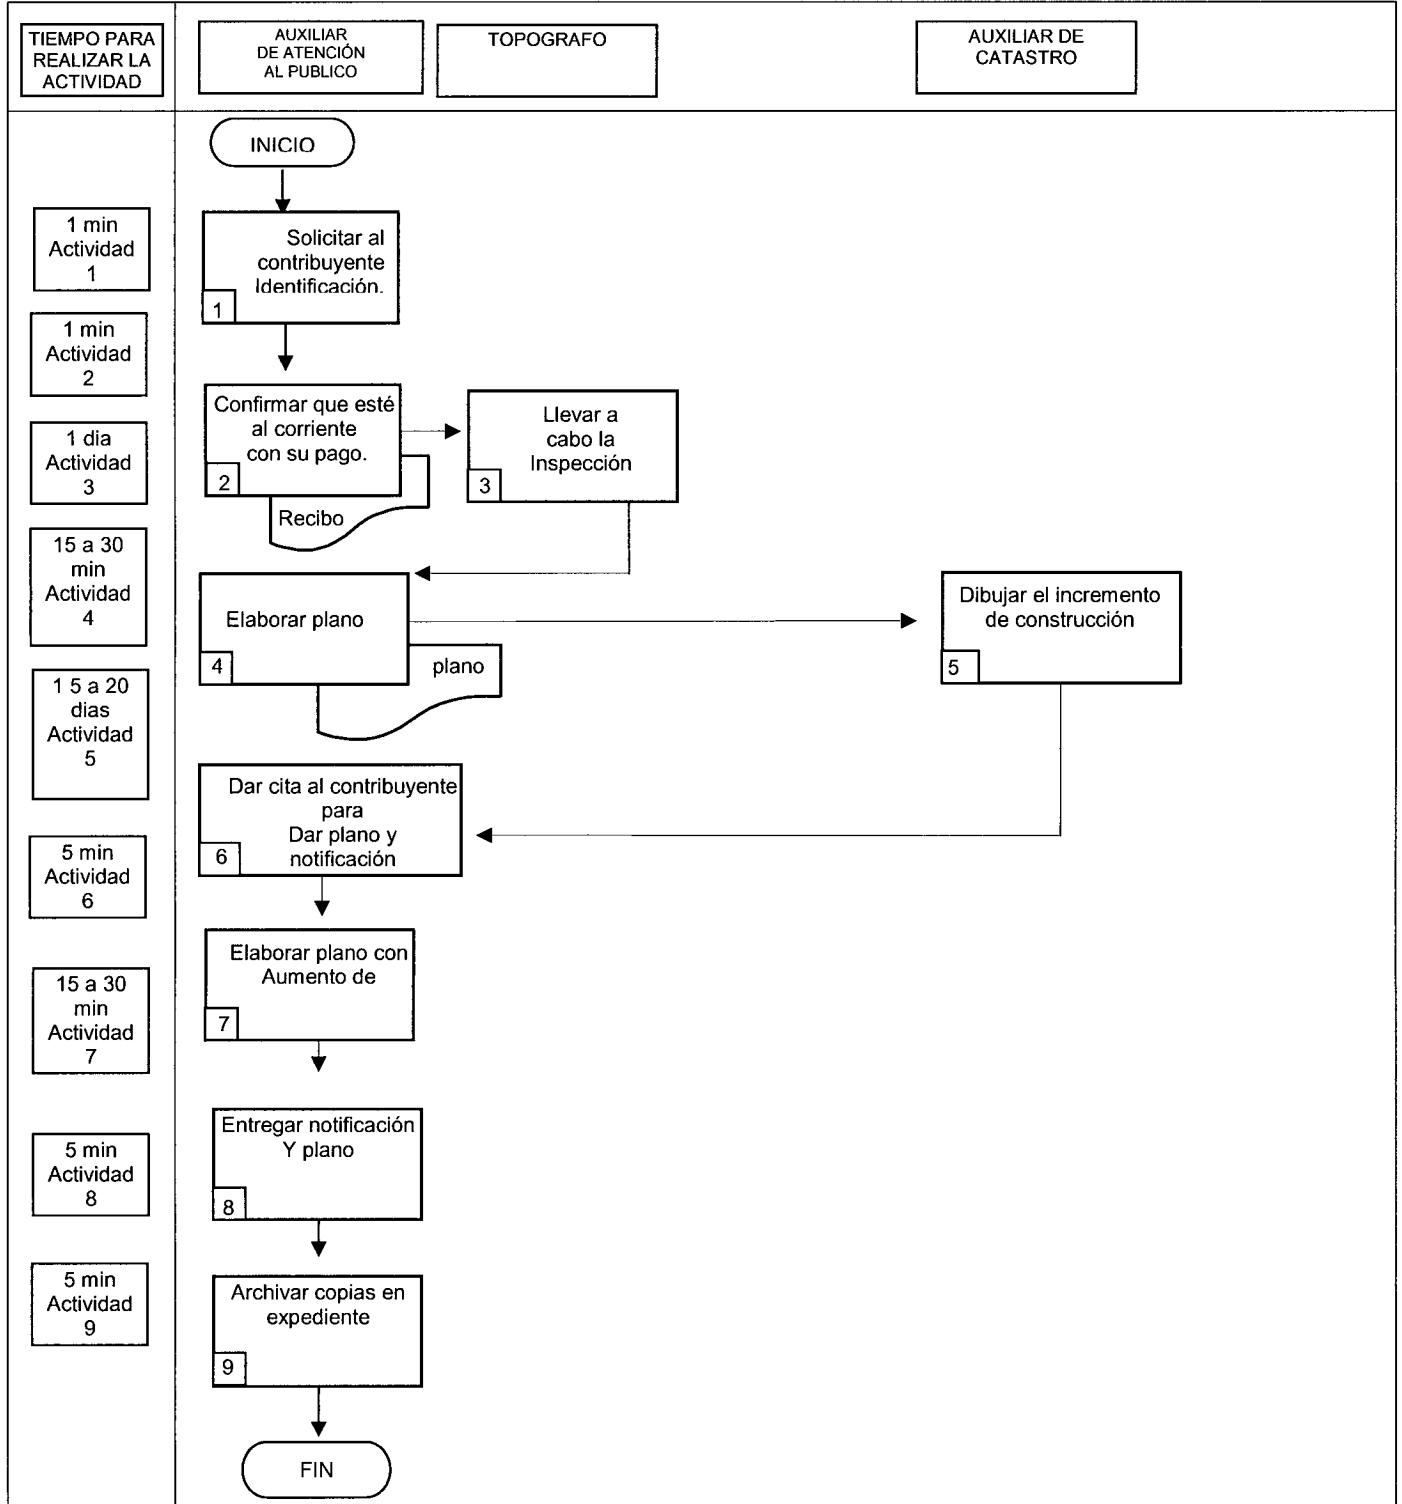 TIEMPO PARA
REALIZAR LA
ACTIVIDAD
AUXILIAR
DE ATENCIÓN
AL PUBLICO
TOPOGRAFO
AUXILIAR DE
CATASTRO
INICIO
1 min
Actividad
1
Solicitar al
contribuyente
Identificación.
1
1 min
Actividad
2
Confirmar que esté
al corriente
con su pago.
2
Recibo
1 dia
Actividad
3
Llevar a
cabo la
Inspección
3
15 a 30
min
Actividad
4
Elaborar plano
4
plano
1 5 a 20
dias
Actividad
5
Dibujar el incremento
de construcción
5
5 min
Actividad
6
Dar cita al contribuyente
para
Dar plano y
notificación
6
15 a 30
min
Actividad
7
Elaborar plano con
Aumento de
7
5 min
Actividad
8
Entregar notificación
Y plano
8
5 min
Actividad
9
Archivar copias en
expediente
9
FIN